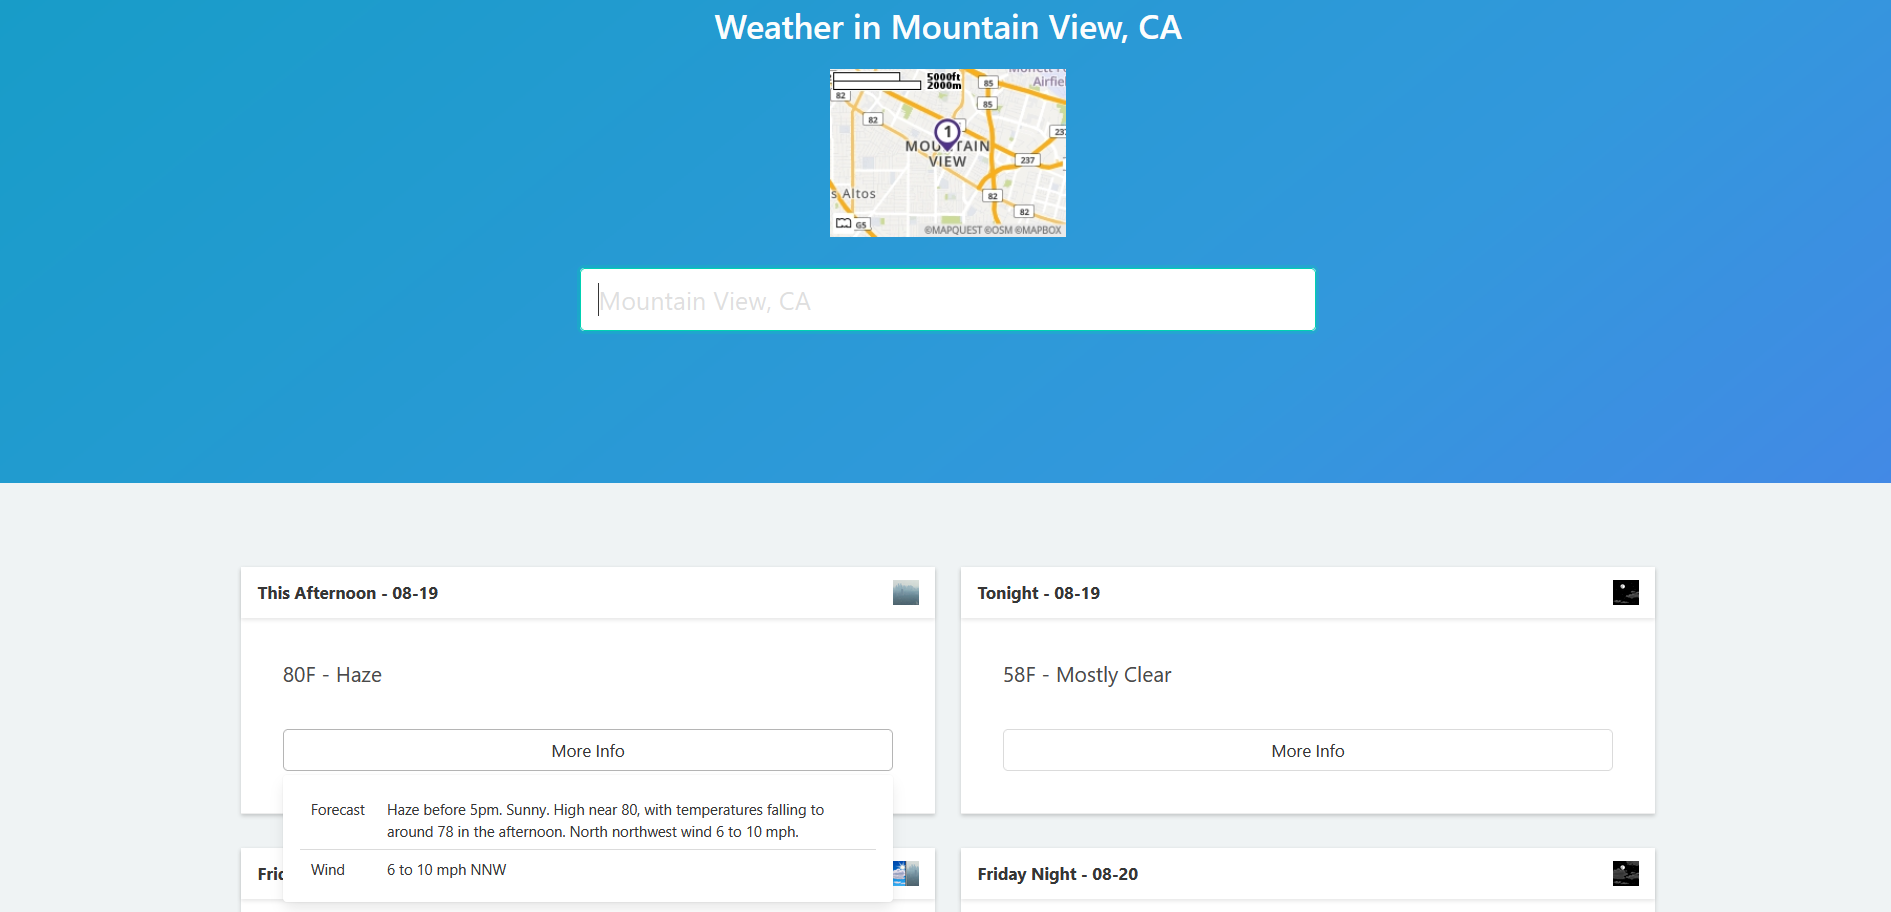 Weather in Mountain View, CA
5000ft
2000m
Airfie
85
82
85
82
237
1
MOUNTAIN
VIEW
237
s Altos
82
82
G5
©MAPQUEST ©OSM ©MAPBOX
Mountain View, CA
This Afternoon - 08-19
80F - Haze
More Info
Forecast Haze before 5pm. Sunny. High near 80, with temperatures falling to
around 78 in the afternoon. North northwest wind 6 to 10 mph.
Wind 6 to 10 mph NNW
Tonight - 08-19
58F - Mostly Clear
More Info
Fri
Friday Night - 08-20